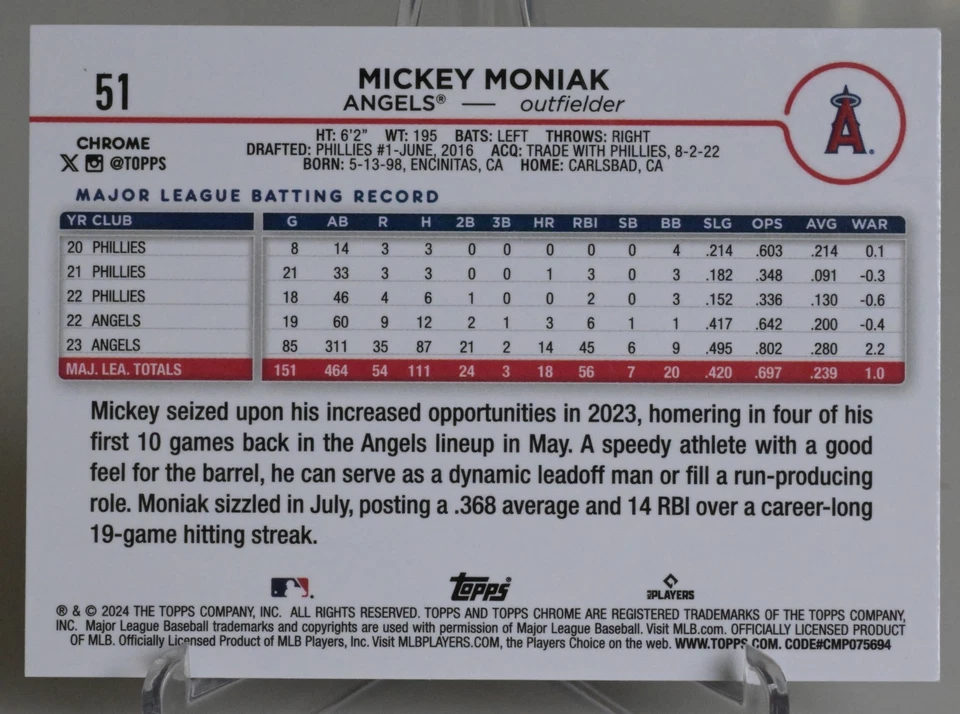 51
MICKEY MONIAK
ANGELS® — outfielder
A
CHROME
X @TOPPS
HT: 6'2" WT: 195 BATS: LEFT THROWS: RIGHT
DRAFTED: PHILLIES #1-JUNE, 2016 ACQ: TRADE WITH PHILLIES, 8-2-22
BORN: 5-13-98, ENCINITAS, CA HOME: CARLSBAD, CA
MAJOR LEAGUE BATTING RECORD
YR CLUB G AB R H 2B 3B HR RBI SB BB SLG OPS AVG WAR
20 PHILLIES 8 14 3 3 0 0 0 0 0 4 .214 .603 .214 0.1
21 PHILLIES 21 33 3 3 0 0 1 3 0 3 .182 .348 .091 -0.3
22 PHILLIES 18 46 4 6 1 0 0 2 0 3 .152 .336 .130 -0.6
22 ANGELS 19 60 9 12 2 1 3 6 1 1 .417 .642 .200 -0.4
23 ANGELS 85 311 35 87 21 2 14 45 6 9 .495 .802 .280 2.2
MAJ. LEA. TOTALS 151 464 54 111 24 3 18 56 7 20 .420 .697 .239 1.0
Mickey seized upon his increased opportunities in 2023, homering in four of his
first 10 games back in the Angels lineup in May. A speedy athlete with a good
feel for the barrel, he can serve as a dynamic leadoff man or fill a run-producing
role. Moniak sizzled in July, posting a .368 average and 14 RBI over a career-long
19-game hitting streak.
Topps® MLB PLAYERS
® & © 2024 THE TOPPS COMPANY, INC. ALL RIGHTS RESERVED. TOPPS AND TOPPS CHROME ARE REGISTERED TRADEMARKS OF THE TOPPS COMPANY,
INC. Major League Baseball trademarks and copyrights are used with permission of Major League Baseball. Visit MLB.com. OFFICIALLY LICENSED PRODUCT
OF MLB. Officially Licensed Product of MLB Players, Inc. Visit MLBPLAYERS.COM, the Players Choice on the web. WWW.TOPPS.COM. CODE#CMP075694